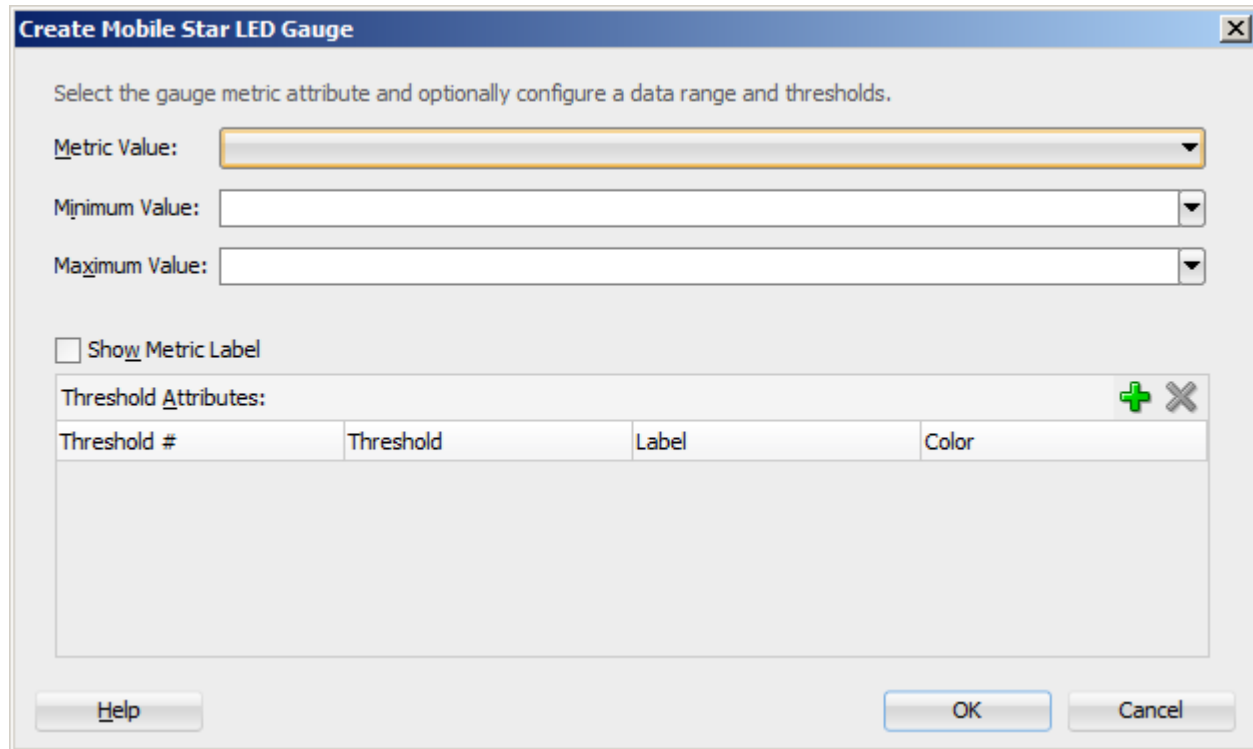 Create Mobile Star LED Gauge
Select the gauge metric attribute and optionally configure a data range and thresholds.
Metric Value:
Minimum Value:
Maximum Value:
Show Metric Label
Threshold Attributes:
Threshold # Threshold Label Color
Help OK Cancel